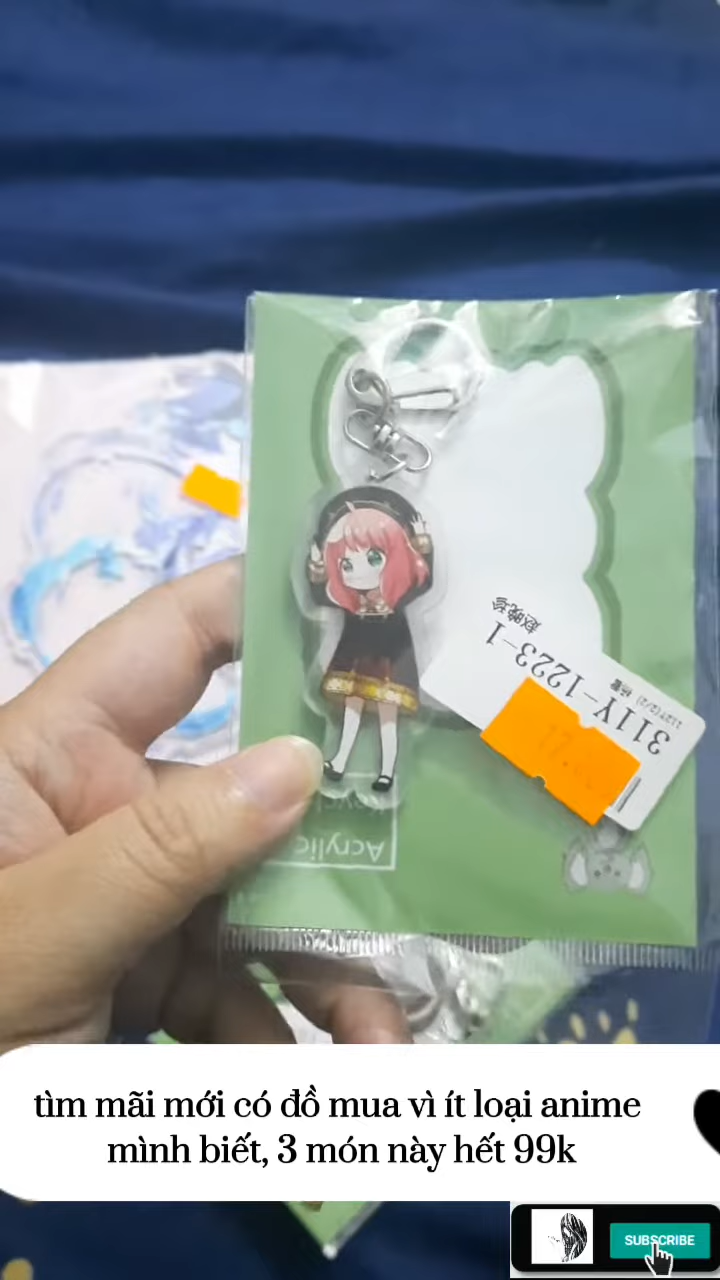 311Y-1223-1
Acrylic
tìm mãi mới có đồ mua vì ít loại anime
mình biết, 3 món này hết 99k
SUBSCRIBE